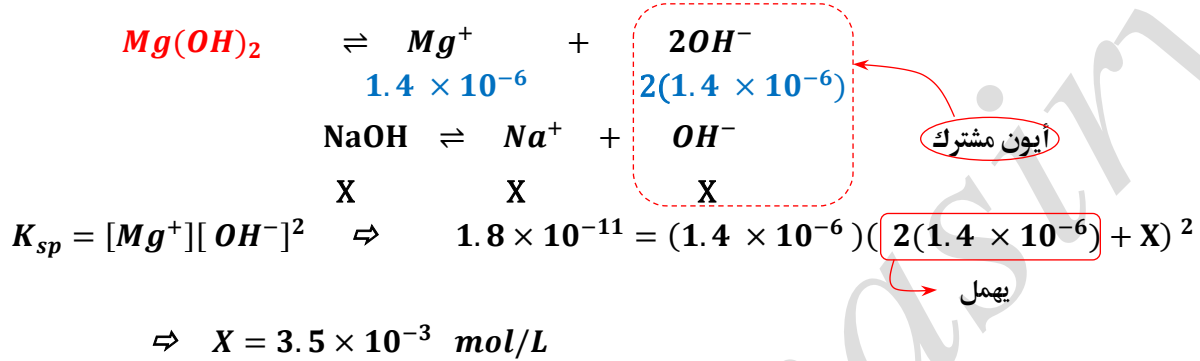 Mg(OH)₂ ⇌ Mg⁺ + 2OH⁻
1.4 × 10⁻⁶ 2(1.4 × 10⁻⁶)
NaOH ⇌ Na⁺ + OH⁻ أيون مشترك
X X X
Kₛₚ = [Mg⁺][ OH⁻]² ⇨ 1.8 × 10⁻¹¹ = (1.4 × 10⁻⁶ )( 2(1.4 × 10⁻⁶) + X) ²
يهمل
⇨ X = 3.5 × 10⁻³ mol/L